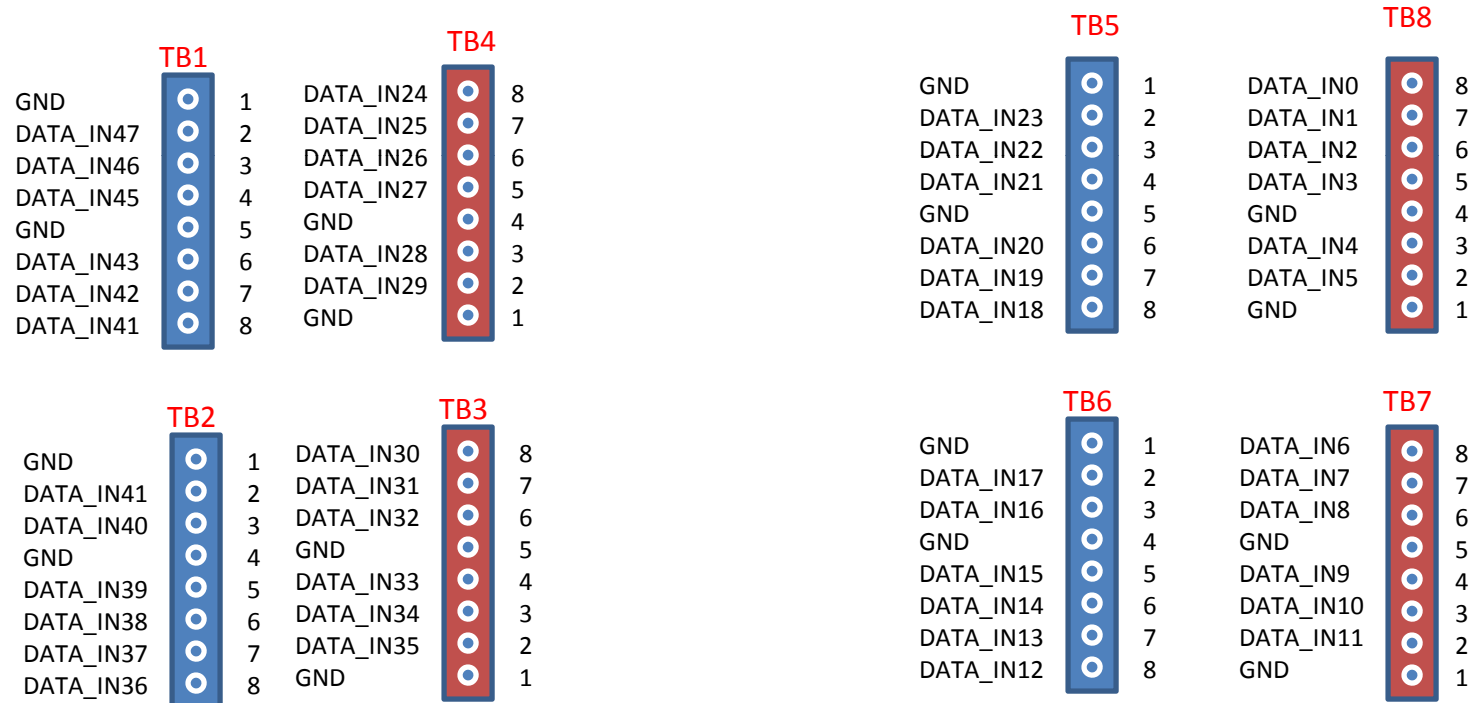 TB1
GND 1
DATA_IN47 2
DATA_IN46 3
DATA_IN45 4
GND 5
DATA_IN43 6
DATA_IN42 7
DATA_IN41 8
TB4
DATA_IN24 8
DATA_IN25 7
DATA_IN26 6
DATA_IN27 5
GND 4
DATA_IN28 3
DATA_IN29 2
GND 1
TB5
GND 1
DATA_IN23 2
DATA_IN22 3
DATA_IN21 4
GND 5
DATA_IN20 6
DATA_IN19 7
DATA_IN18 8
TB8
DATA_IN0 8
DATA_IN1 7
DATA_IN2 6
DATA_IN3 5
GND 4
DATA_IN4 3
DATA_IN5 2
GND 1
TB2
GND 1
DATA_IN41 2
DATA_IN40 3
GND 4
DATA_IN39 5
DATA_IN38 6
DATA_IN37 7
DATA_IN36 8
TB3
DATA_IN30 8
DATA_IN31 7
DATA_IN32 6
GND 5
DATA_IN33 4
DATA_IN34 3
DATA_IN35 2
GND 1
TB6
GND 1
DATA_IN17 2
DATA_IN16 3
GND 4
DATA_IN15 5
DATA_IN14 6
DATA_IN13 7
DATA_IN12 8
TB7
DATA_IN6 8
DATA_IN7 7
DATA_IN8 6
GND 5
DATA_IN9 4
DATA_IN10 3
DATA_IN11 2
GND 1